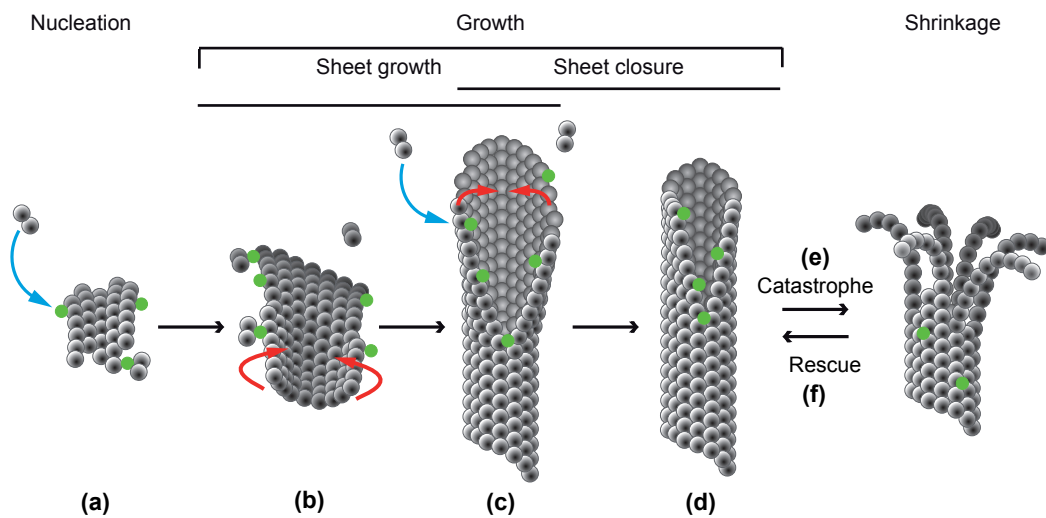 Nucleation
Growth
Shrinkage
Sheet growth
Sheet closure
(e)
Catastrophe
Rescue
(f)
(a)
(b)
(c)
(d)